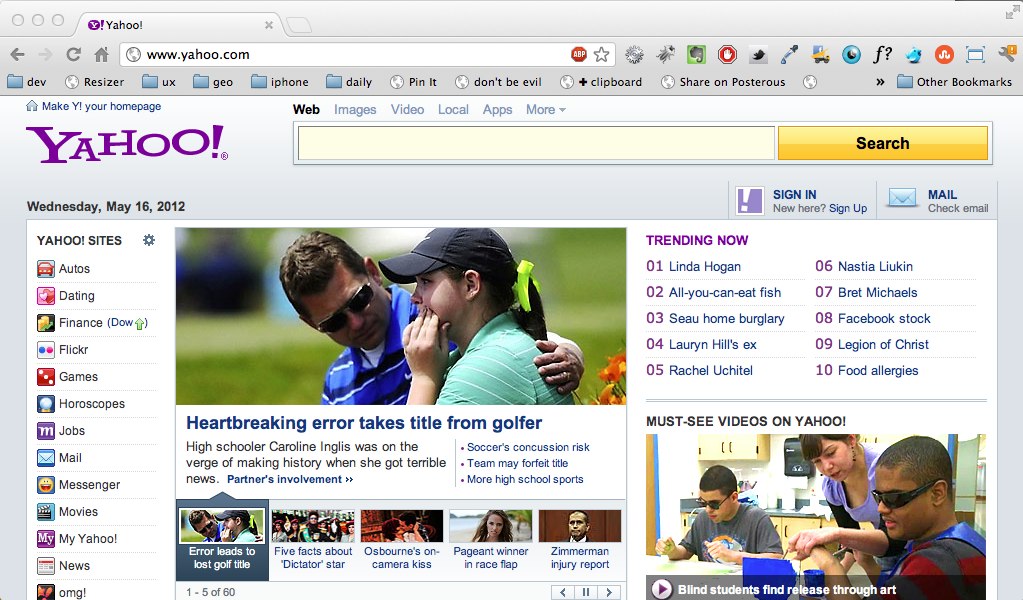 Yahoo!
www.yahoo.com
ABP
f?
dev
Resizer
ux
geo
iphone
daily
Pin It
don't be evil
+ clipboard
Share on Posterous
»
Other Bookmarks
Make Y! your homepage
Web Images Video Local Apps More
YAHOO!®
Search
Wednesday, May 16, 2012
SIGN IN
New here? Sign Up
MAIL
Check email
YAHOO! SITES
Autos
Dating
Finance (Dow)
Flickr
Games
Horoscopes
Jobs
Mail
Messenger
Movies
My Yahoo!
News
omg!
Heartbreaking error takes title from golfer
High schooler Caroline Inglis was on the
verge of making history when she got terrible
news. Partner's involvement ››
• Soccer's concussion risk
• Team may forfeit title
• More high school sports
Error leads to
lost golf title
Five facts about
'Dictator' star
Osbourne's on-
camera kiss
Pageant winner
in race flap
Zimmerman
injury report
1 - 5 of 60
TRENDING NOW
01 Linda Hogan
02 All-you-can-eat fish
03 Seau home burglary
04 Lauryn Hill's ex
05 Rachel Uchitel
06 Nastia Liukin
07 Bret Michaels
08 Facebook stock
09 Legion of Christ
10 Food allergies
MUST-SEE VIDEOS ON YAHOO!
Blind students find release through art